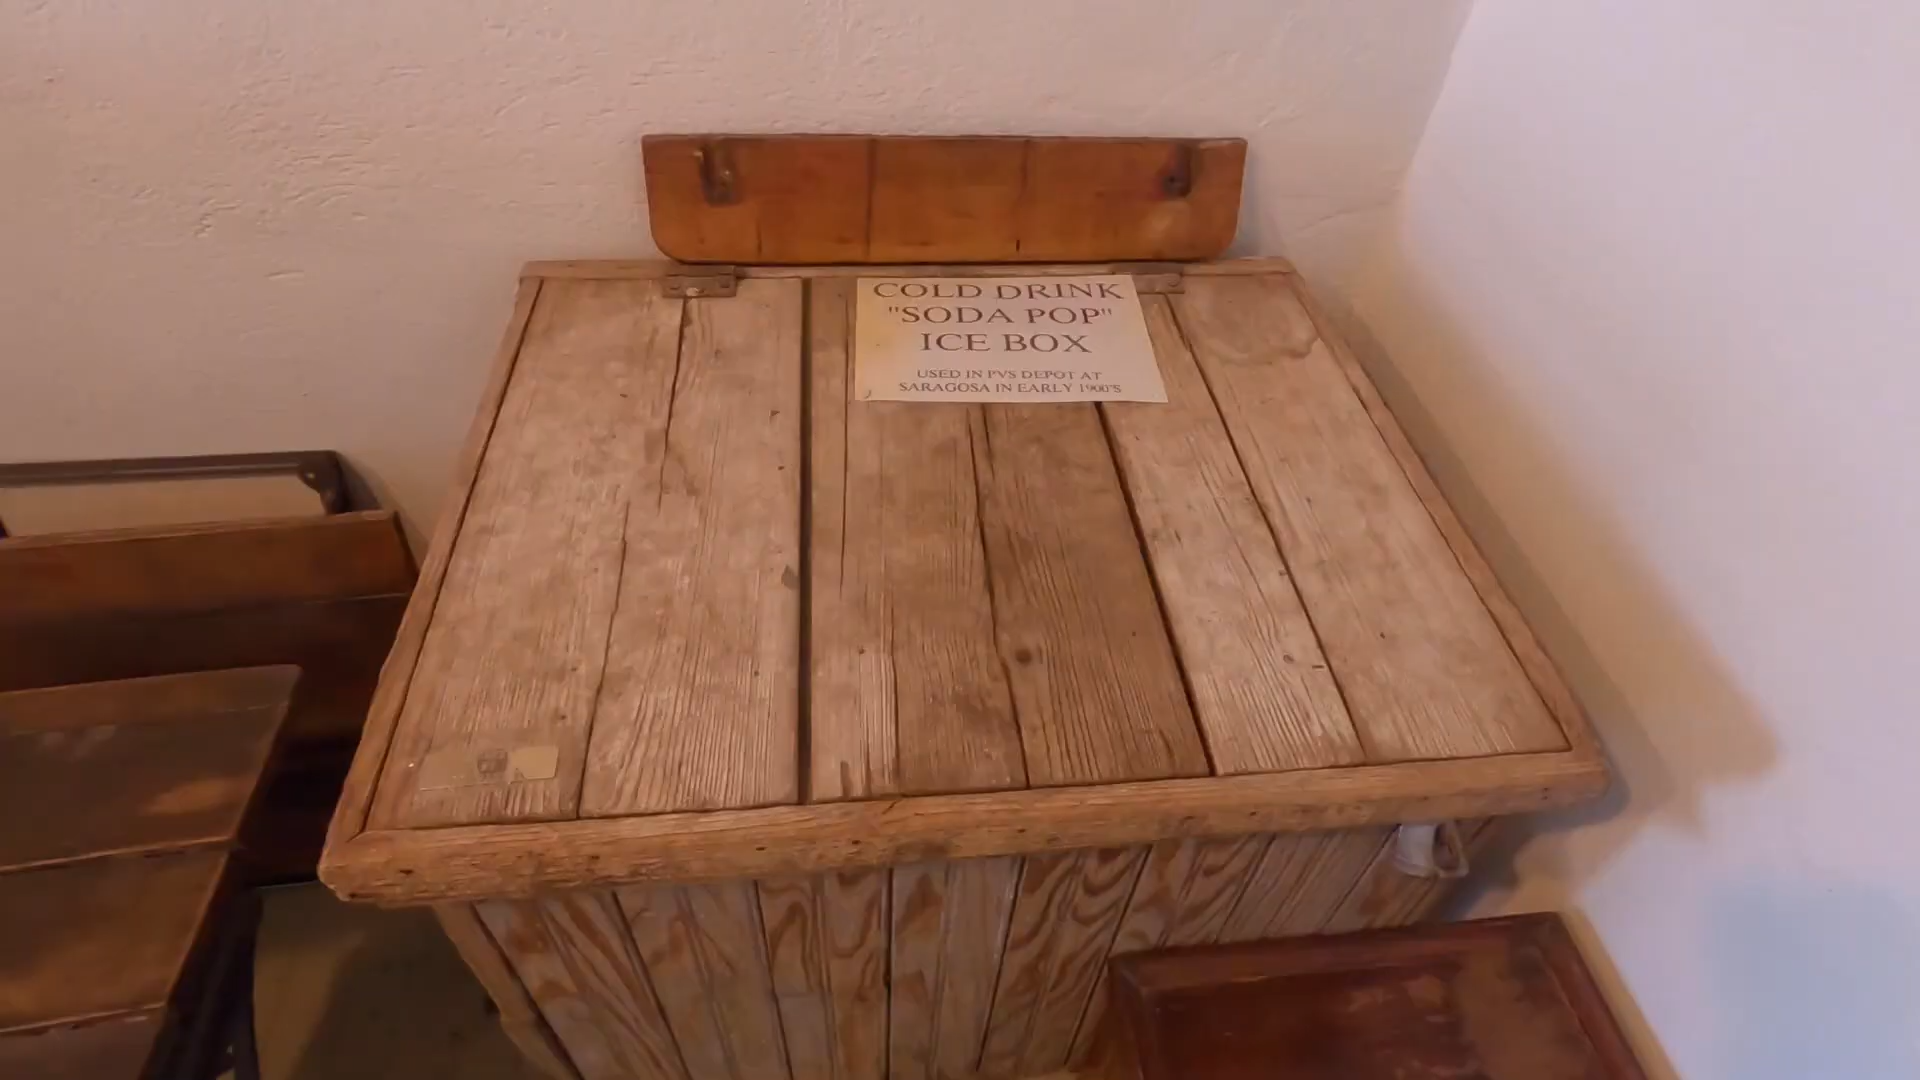 COLD DRINK
"SODA POP"
ICE BOX
USED IN PVS DEPOT AT
SARAGOSA IN EARLY 1900'S